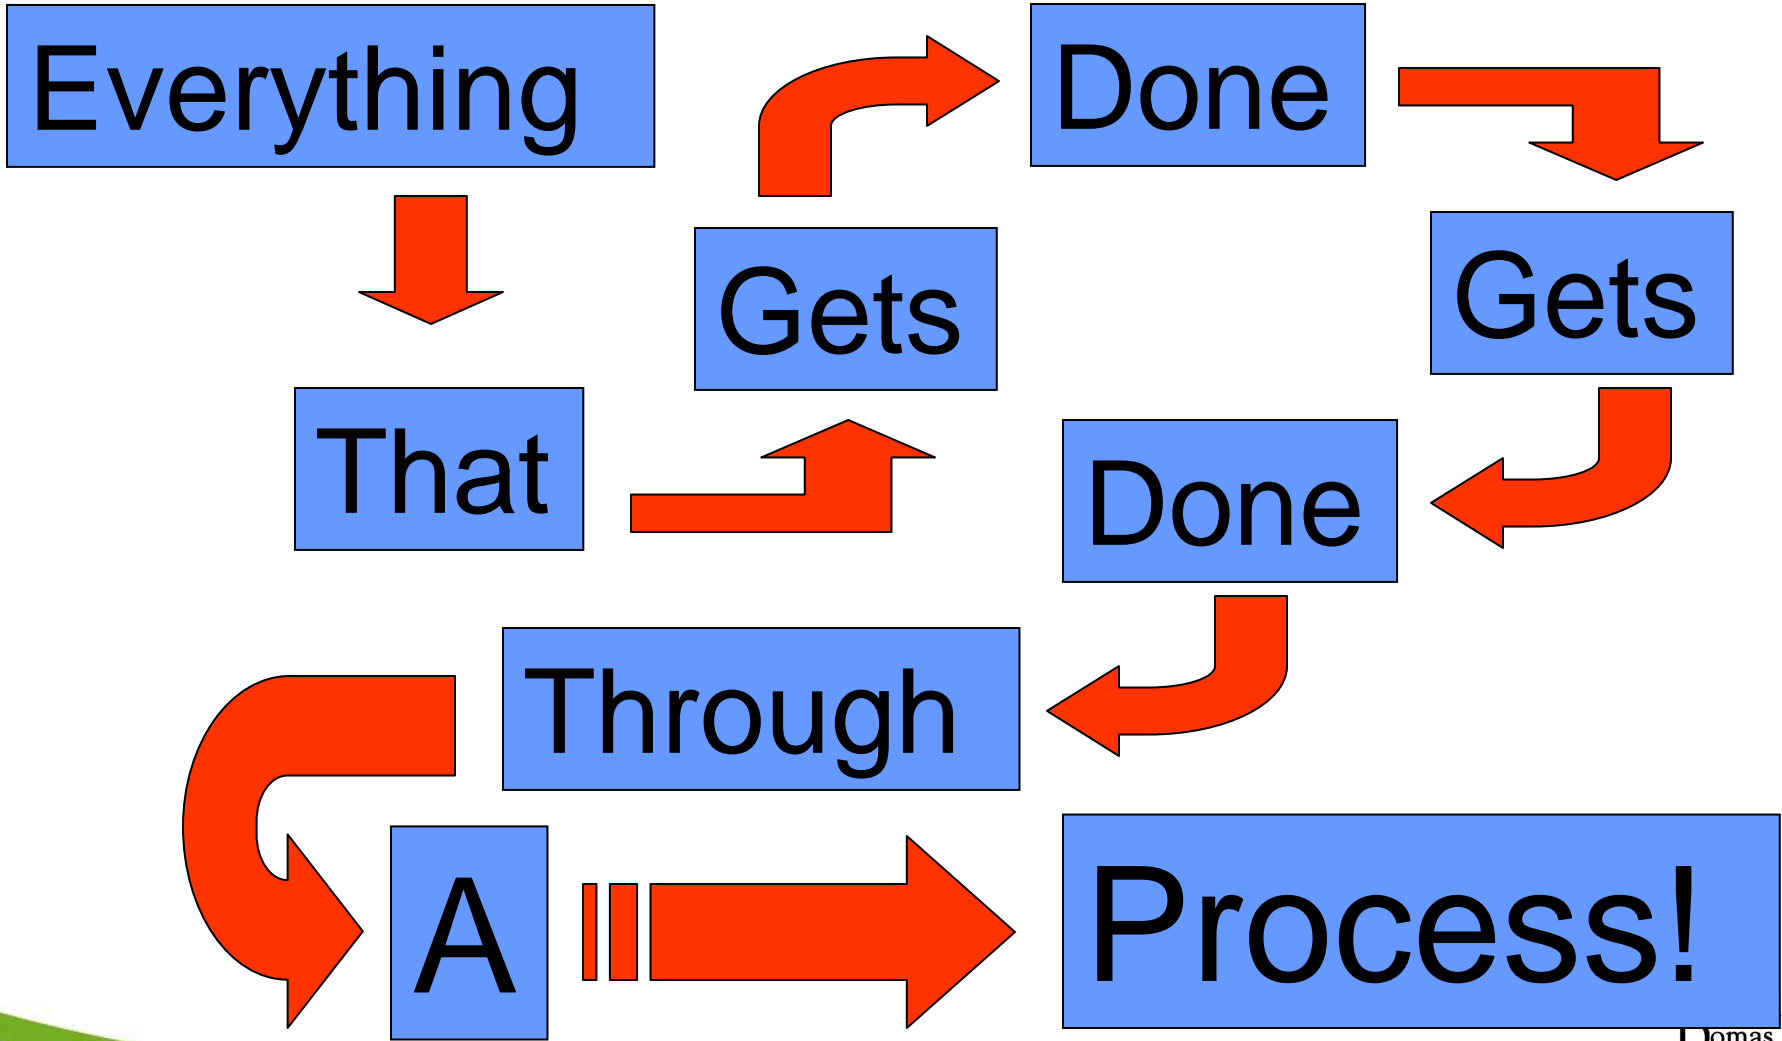 Everything
That
Gets
Done
Gets
Done
Through
A
Process!